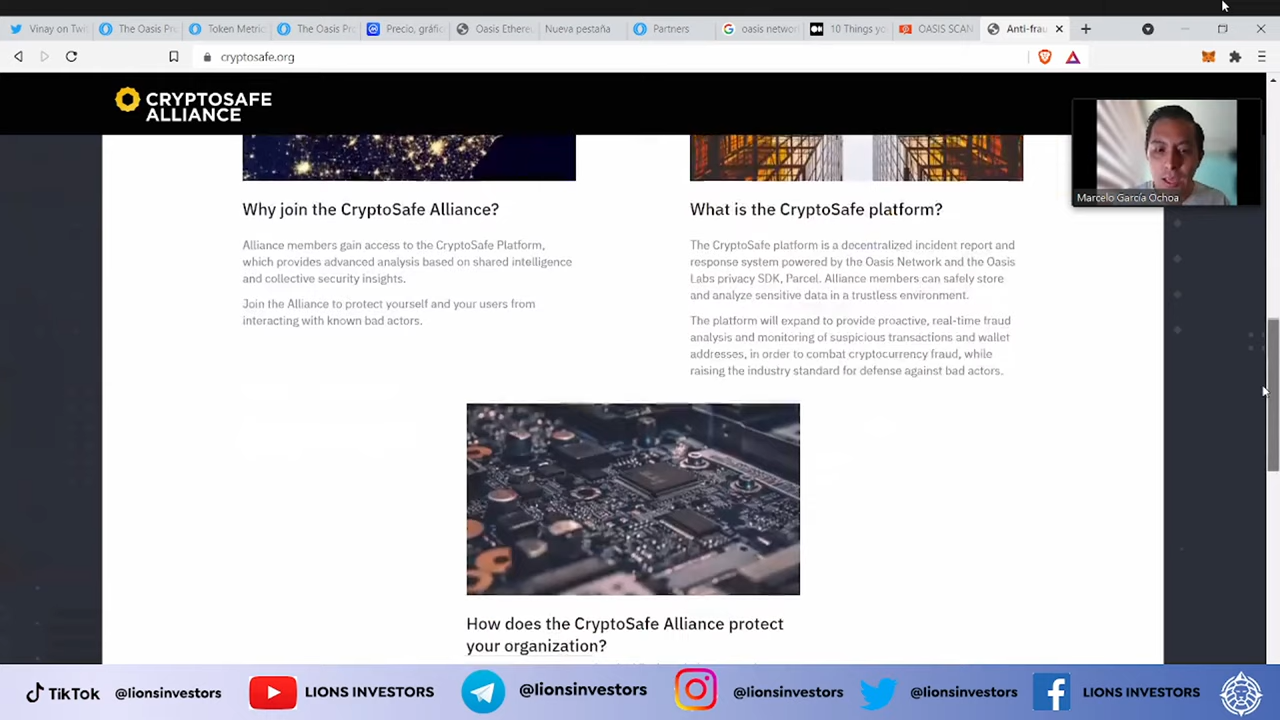 Vinay on Twi
The Oasis Pro
Token Metric
The Oasis Pro
Precio, gráfi
Oasis Ethere
Nueva pestaña
Partners
oasis networ
10 Things yo
OASIS SCAN
Anti-frau
cryptosafe.org
CRYPTOSAFE
ALLIANCE
Marcelo García Ochoa
Why join the CryptoSafe Alliance?
Alliance members gain access to the CryptoSafe Platform,
which provides advanced analysis based on shared intelligence
and collective security insights.
Join the Alliance to protect yourself and your users from
interacting with known bad actors.
What is the CryptoSafe platform?
The CryptoSafe platform is a decentralized incident report and
response system powered by the Oasis Network and the Oasis
Labs privacy SDK, Parcel. Alliance members can safely store
and analyze sensitive data in a trustless environment.
The platform will expand to provide proactive, real-time fraud
analysis and monitoring of suspicious transactions and wallet
addresses, in order to combat cryptocurrency fraud, while
raising the industry standard for defense against bad actors.
How does the CryptoSafe Alliance protect
your organization?
TikTok @lionsinvestors
LIONS INVESTORS
@lionsinvestors
@lionsinvestors
@lionsinvestors
LIONS INVESTORS